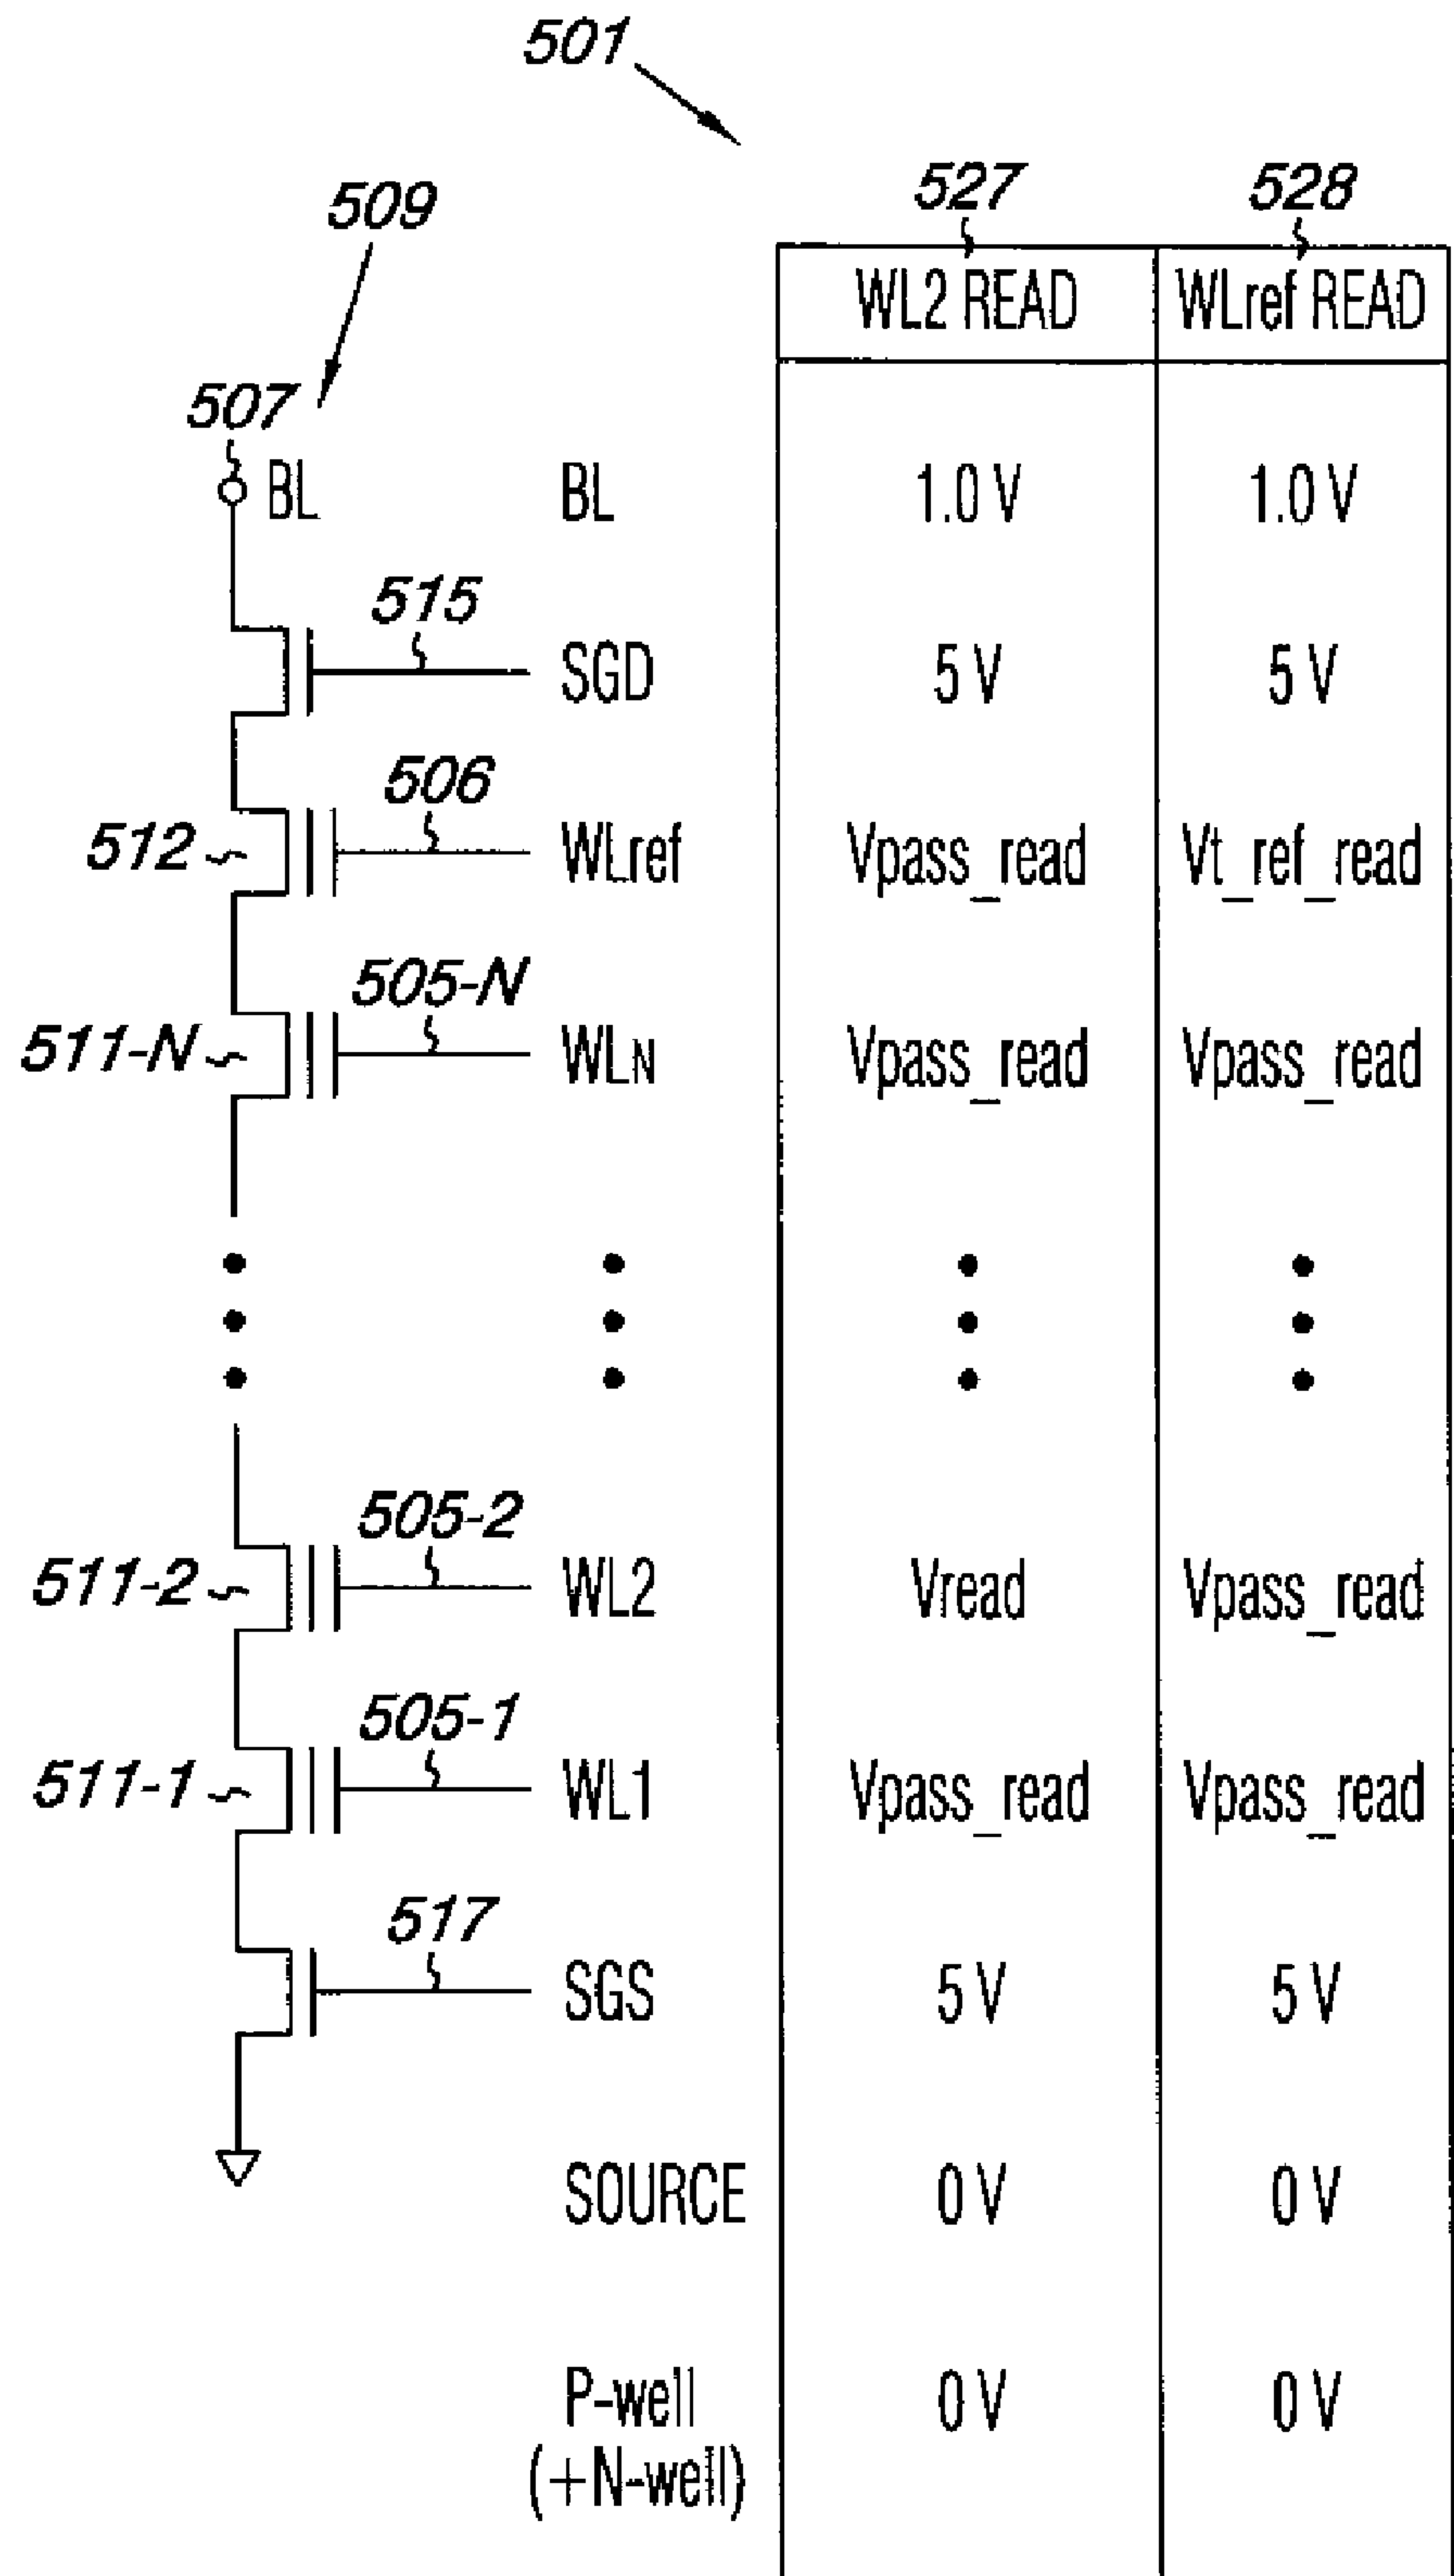 501
527 528
509
WL2 READ WLref READ
507
BL BL 1.0 V 1.0 V
515
SGD 5 V 5 V
506
512 WLref Vpass_read Vt_ref_read
505-N
511-N WLN Vpass_read Vpass_read
505-2
511-2 WL2 Vread Vpass_read
505-1
511-1 WL1 Vpass_read Vpass_read
517
SGS 5 V 5 V
SOURCE 0 V 0 V
P-well 0 V 0 V
(+N-well)